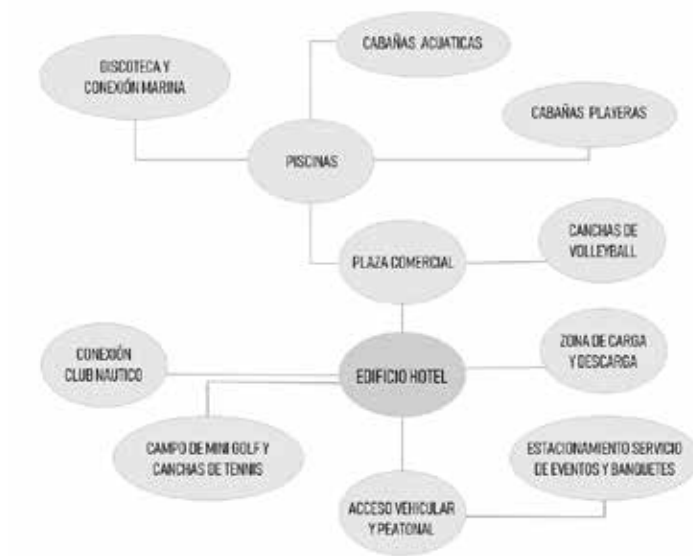 CABAÑAS ACUATICAS
DISCOTECA Y
CONEXIÓN MARINA
CABAÑAS PLAYERAS
PISCINAS
CANCHAS DE
VOLLEYBALL
PLAZA COMERCIAL
ZONA DE CARGA
Y DESCARGA
CONEXIÓN
CLUB NAUTICO
EDIFICIO HOTEL
CAMPO DE MINI GOLF Y
CANCHAS DE TENNIS
ESTACIONAMIENTO SERVICIO
DE EVENTOS Y BANQUETES
ACCESO VEHICULAR
Y PEATONAL